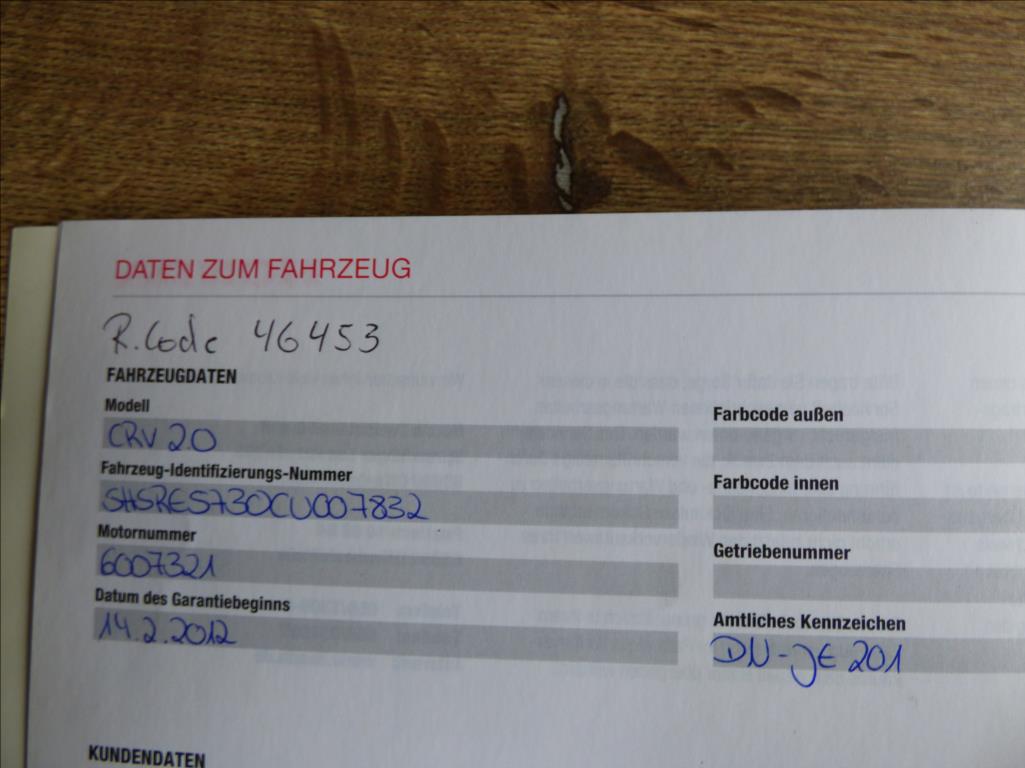 DATEN ZUM FAHRZEUG
R.Code 46453
FAHRZEUGDATEN
Modell
CRV 2.0
Fahrzeug-Identifizierungs-Nummer
SHSRE5730CU007832
Motornummer
6007321
Datum des Garantiebeginns
14.2.2012
Farbcode außen
Farbcode innen
Getriebenummer
Amtliches Kennzeichen
DN-JE 201
KUNDENDATEN